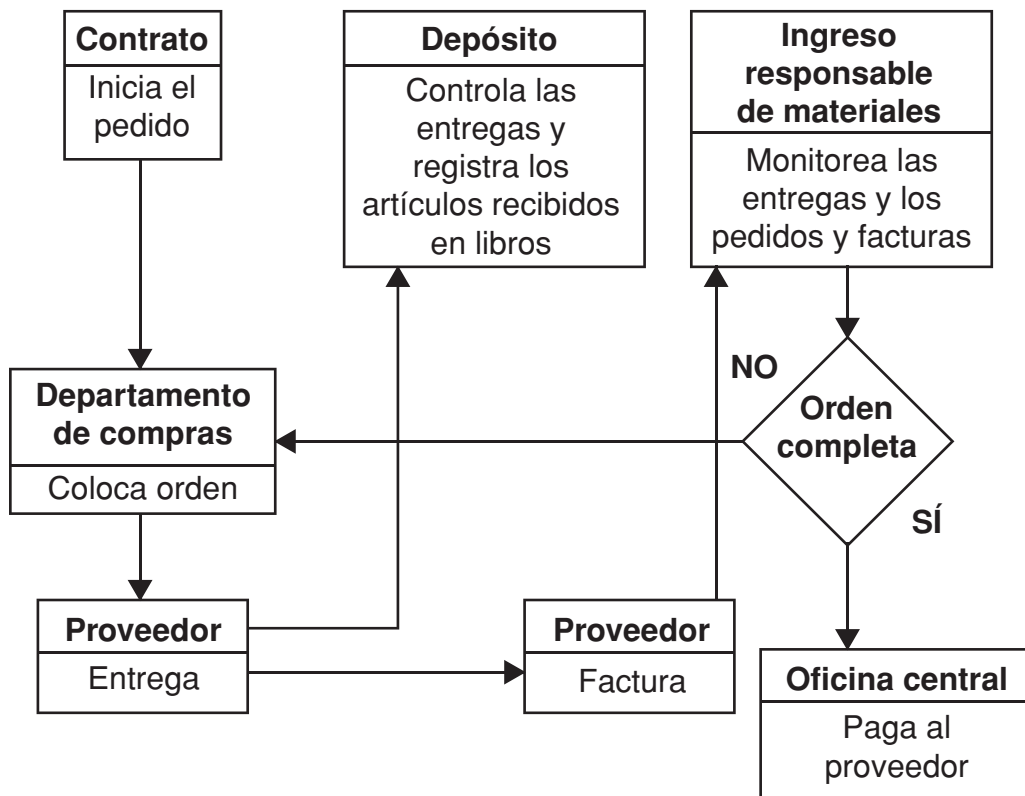 Contrato
Inicia el
pedido
Depósito
Controla las
entregas y
registra los
artículos recibidos
en libros
Ingreso
responsable
de materiales
Monitorea las
entregas y los
pedidos y facturas
Departamento
de compras
Coloca orden
NO
Orden
completa
SÍ
Proveedor
Entrega
Proveedor
Factura
Oficina central
Paga al
proveedor